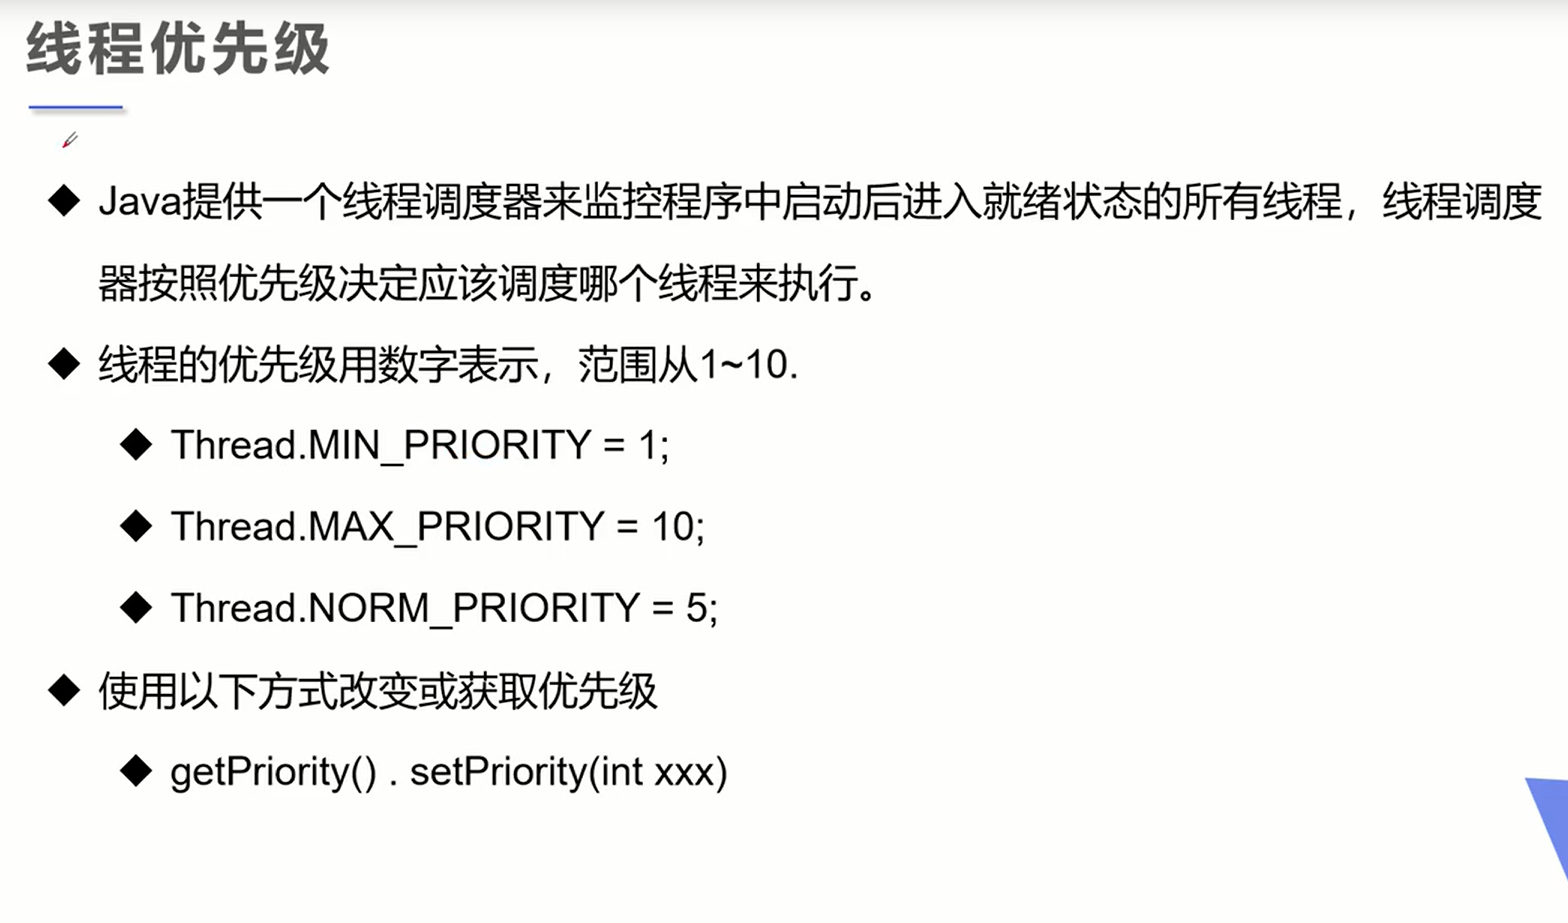 线程优先级
Java提供一个线程调度器来监控程序中启动后进入就绪状态的所有线程，线程调度
器按照优先级决定应该调度哪个线程来执行。
线程的优先级用数字表示，范围从1~10.
Thread.MIN_PRIORITY = 1;
Thread.MAX_PRIORITY = 10;
Thread.NORM_PRIORITY = 5;
使用以下方式改变或获取优先级
getPriority() . setPriority(int xxx)